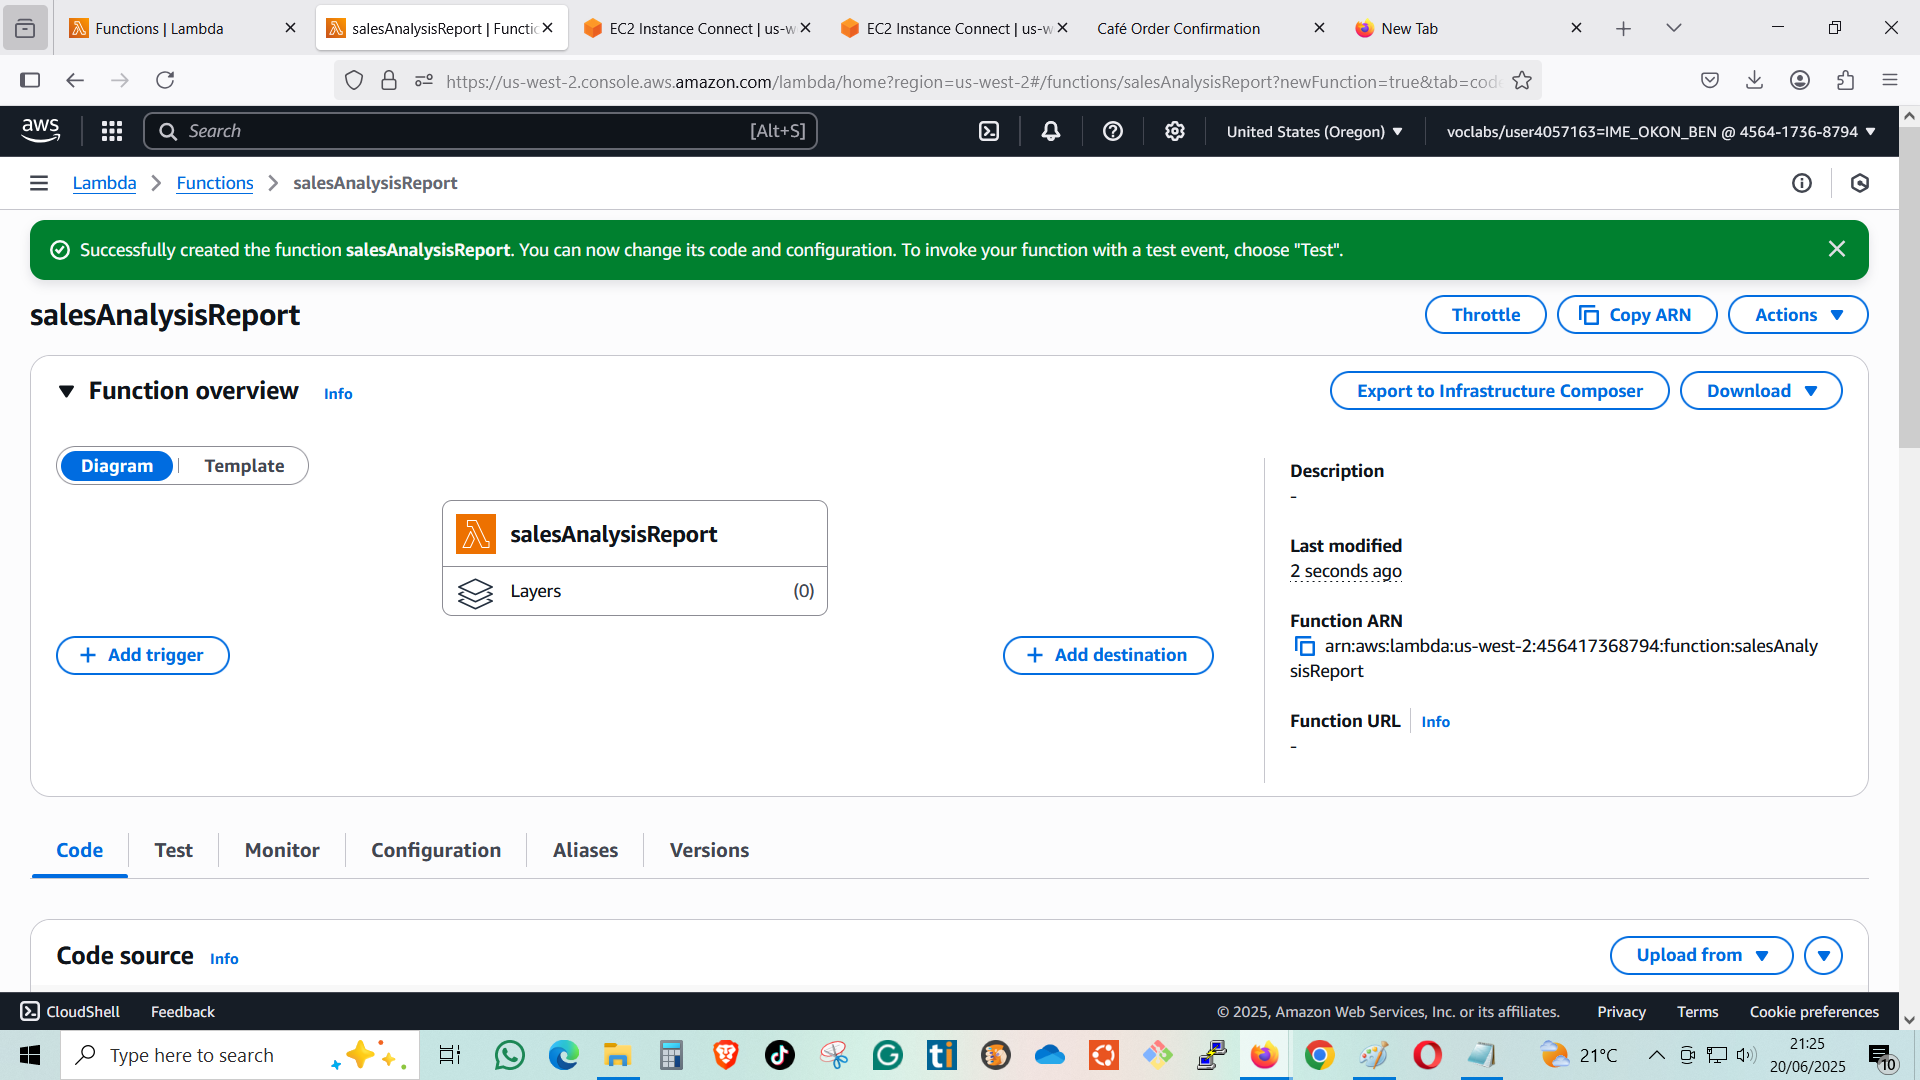 Functions | Lambda
salesAnalysisReport | Functio
EC2 Instance Connect | us-w
EC2 Instance Connect | us-w
Café Order Confirmation
New Tab
https://us-west-2.console.aws.amazon.com/lambda/home?region=us-west-2#/functions/salesAnalysisReport?newFunction=true&tab=code
aws
Search
[Alt+S]
United States (Oregon)
voclabs/user4057163=IME_OKON_BEN @ 4564-1736-8794
Lambda
Functions
salesAnalysisReport
Successfully created the function salesAnalysisReport. You can now change its code and configuration. To invoke your function with a test event, choose "Test".
salesAnalysisReport
Throttle
Copy ARN
Actions
Function overview
Info
Export to Infrastructure Composer
Download
Diagram
Template
salesAnalysisReport
Layers
(0)
Add trigger
Add destination
Description
-
Last modified
2 seconds ago
Function ARN
arn:aws:lambda:us-west-2:456417368794:function:salesAnaly
sisReport
Function URL
Info
-
Code
Test
Monitor
Configuration
Aliases
Versions
Code source
Info
Upload from
CloudShell
Feedback
© 2025, Amazon Web Services, Inc. or its affiliates.
Privacy
Terms
Cookie preferences
Type here to search
ti
21°C
21:25
20/06/2025
10